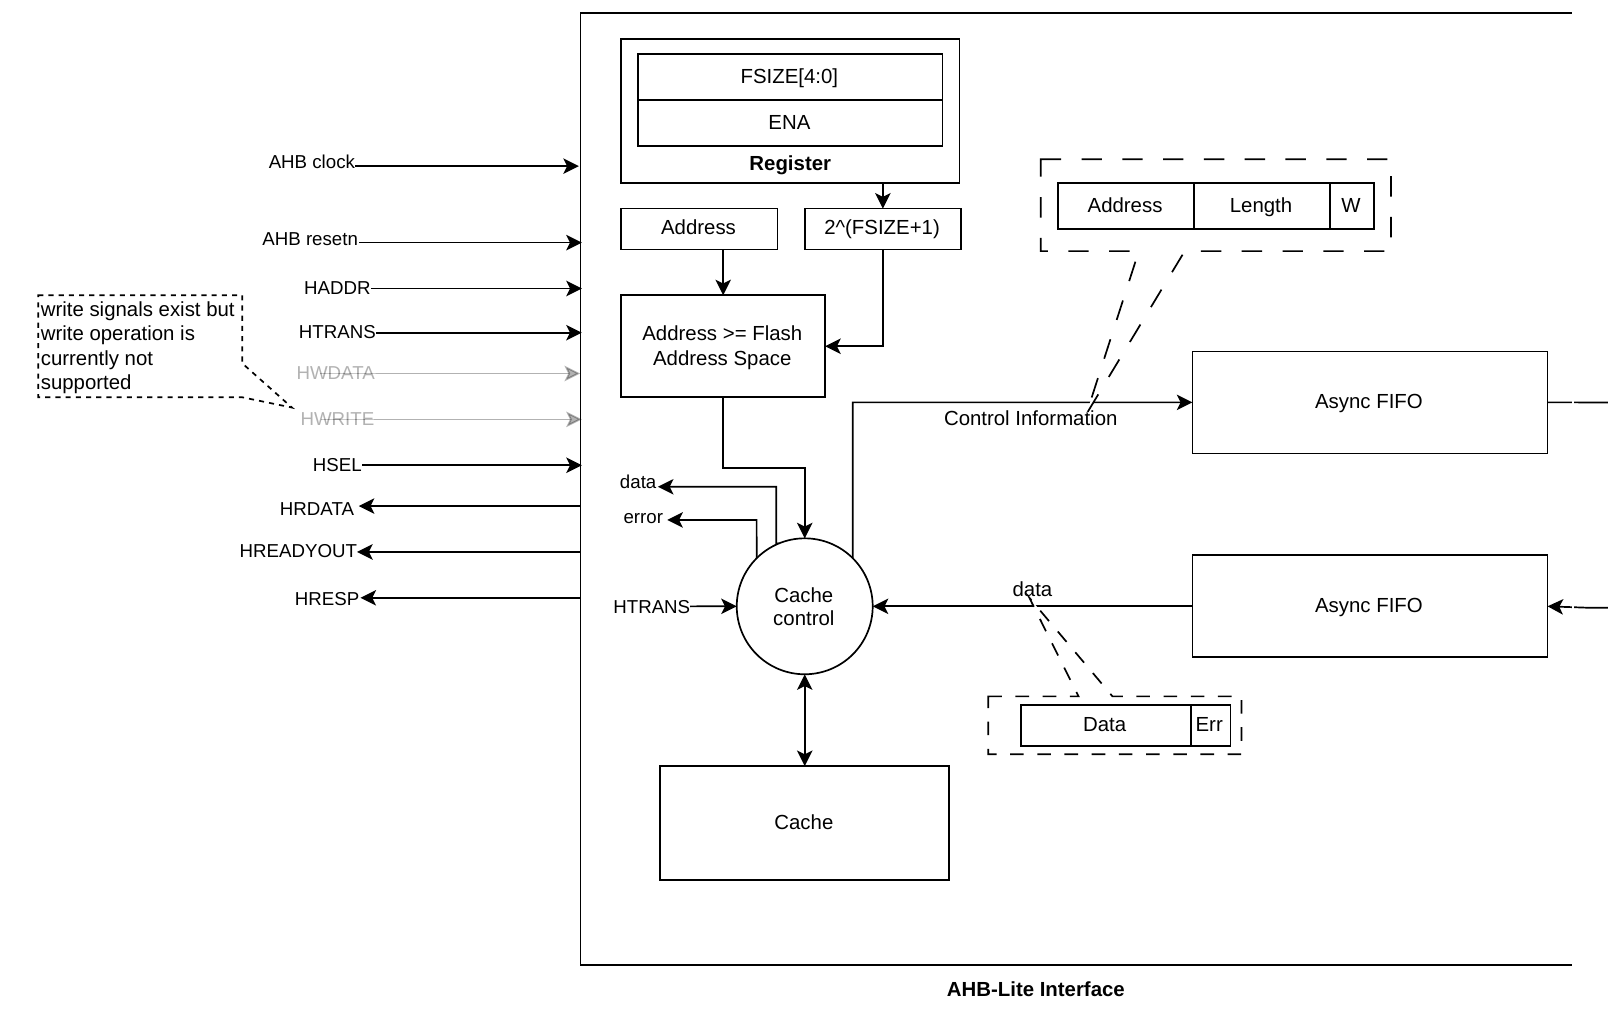 FSIZE[4:0]
ENA
Register
AHB clock
AHB resetn
HADDR
HTRANS
HWDATA
HWRITE
HSEL
HRDATA
HREADYOUT
HRESP
write signals exist but
write operation is
currently not
supported
Address
2^(FSIZE+1)
Address >= Flash
Address Space
Address Length W
Control Information
Async FIFO
data
error
HTRANS
Cache
control
data
Async FIFO
Data Err
Cache
AHB-Lite Interface